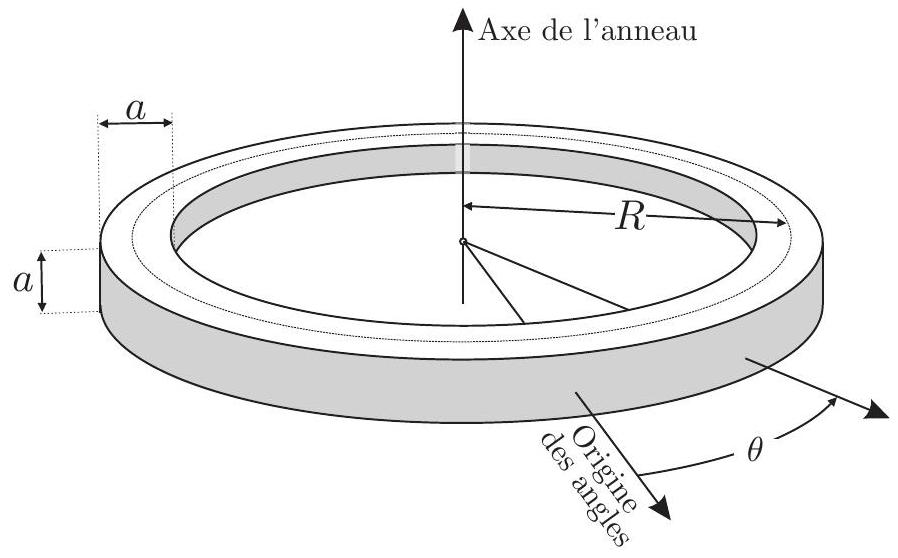 Axe de l'anneau
a
R
a
Origine
des angles
θ